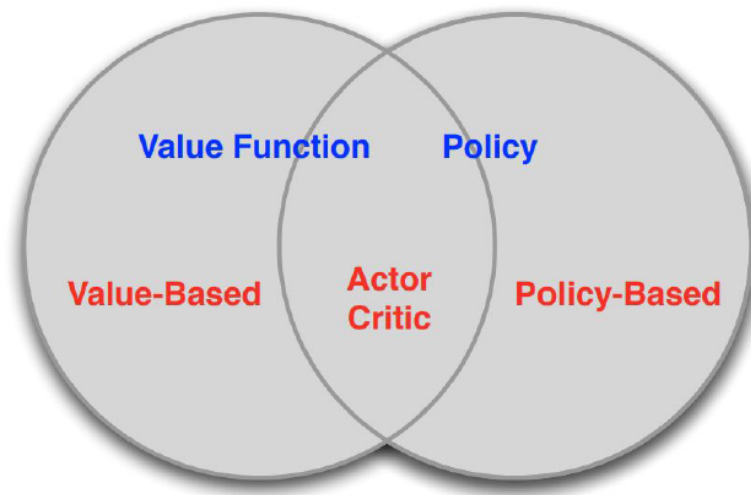 Value Function
Policy
Value-Based
Actor
Critic
Policy-Based